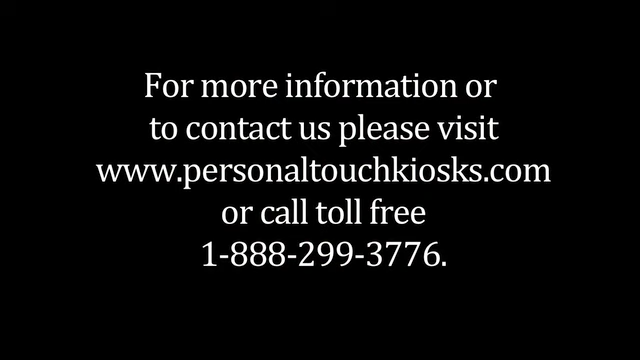 For more information or
to contact us please visit
www.personaltouchkiosks.com
or call toll free
1-888-299-3776.